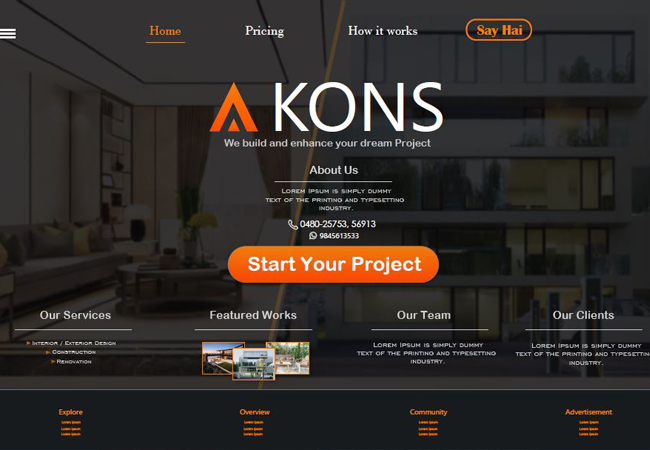 Home
Pricing
How it works
Say Hai
KONS
We build and enhance your dream Project
About Us
Lorem Ipsum is simply dummy
text of the printing and typesetting
industry.
0480-25753, 56913
9845613533
Start Your Project
Our Services
Interior / Exterior Design
Construction
Renovation
Featured Works
Our Team
Lorem Ipsum is simply dummy
text of the printing and typesetting
industry.
Our Clients
Lorem Ipsum is simply dummy
text of the printing and typesetting
industry.
Explore
Lorem Ipsum
Lorem Ipsum
Lorem Ipsum
Overview
Lorem Ipsum
Lorem Ipsum
Lorem Ipsum
Community
Lorem Ipsum
Lorem Ipsum
Lorem Ipsum
Advertisement
Lorem Ipsum
Lorem Ipsum
Lorem Ipsum